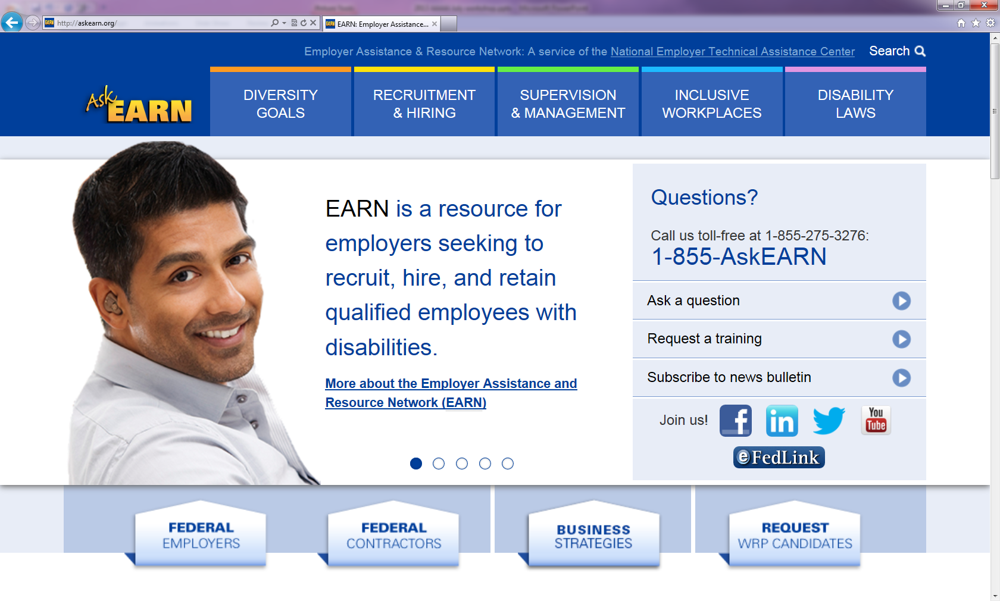 http://askearn.org/
EARN: Employer Assistance...
Employer Assistance & Resource Network: A service of the National Employer Technical Assistance Center
Search
Ask
EARN
DIVERSITY
GOALS
RECRUITMENT
& HIRING
SUPERVISION
& MANAGEMENT
INCLUSIVE
WORKPLACES
DISABILITY
LAWS
EARN is a resource for
employers seeking to
recruit, hire, and retain
qualified employees with
disabilities.
More about the Employer Assistance and
Resource Network (EARN)
Questions?
Call us toll-free at 1-855-275-3276:
1-855-AskEARN
Ask a question
Request a training
Subscribe to news bulletin
Join us!
f
in
You
Tube
eFedLink
FEDERAL
EMPLOYERS
FEDERAL
CONTRACTORS
BUSINESS
STRATEGIES
REQUEST
WRP CANDIDATES